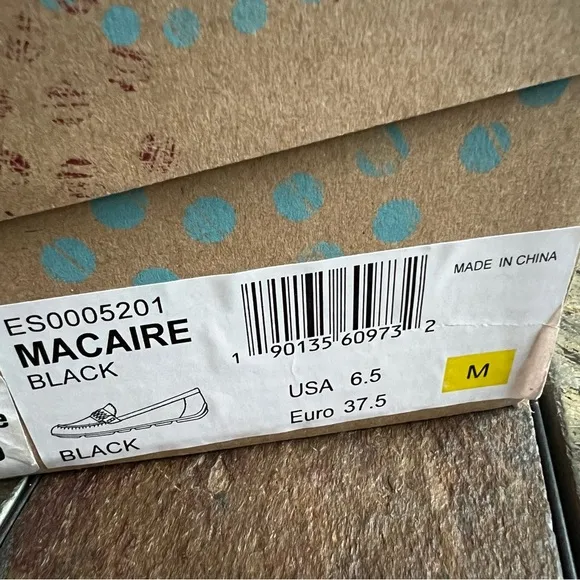 ES0005201
MACAIRE
BLACK
BLACK
1 90135 60973 2
MADE IN CHINA
USA 6.5
Euro 37.5
M
e